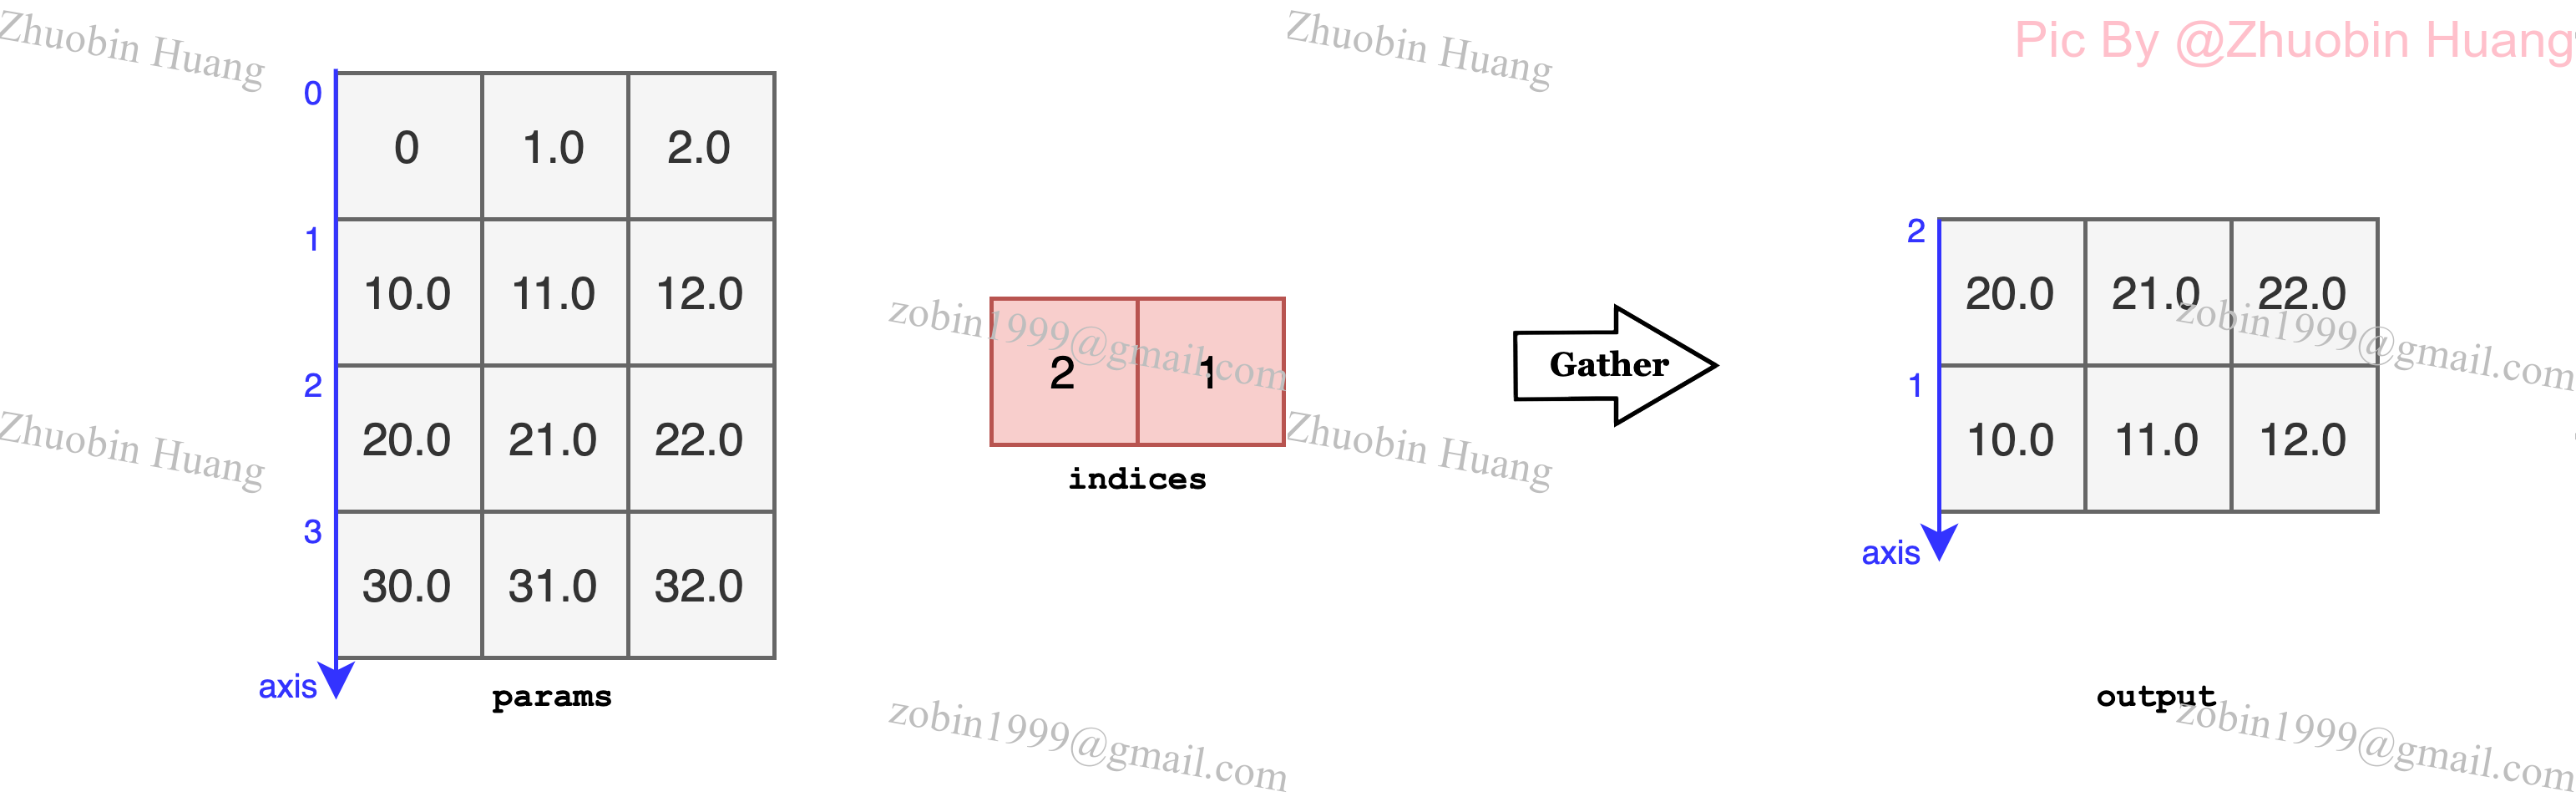 Zhuobin Huang
Zhuobin Huang
Pic By @Zhuobin Huang
0
0 1.0 2.0
1
10.0 11.0 12.0
2
20.0 21.0 22.0
3
30.0 31.0 32.0
axis
params
zobin1999@gmail.com
2 1
indices
Gather
2
20.0 21.0 22.0
zobin1999@gmail.com
1
10.0 11.0 12.0
axis
output
Zhuobin Huang
Zhuobin Huang
zobin1999@gmail.com
zobin1999@gmail.com